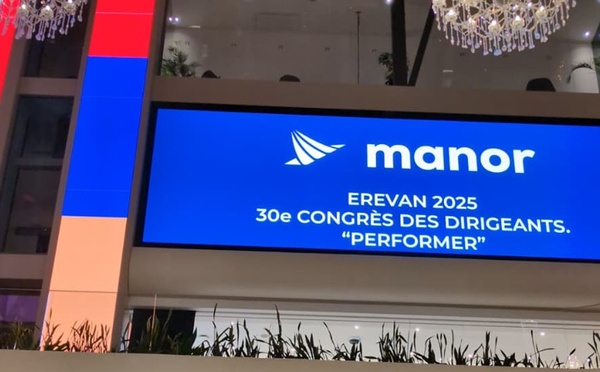 manor
EREVAN 2025
30e CONGRÈS DES DIRIGEANTS.
“PERFORMER”